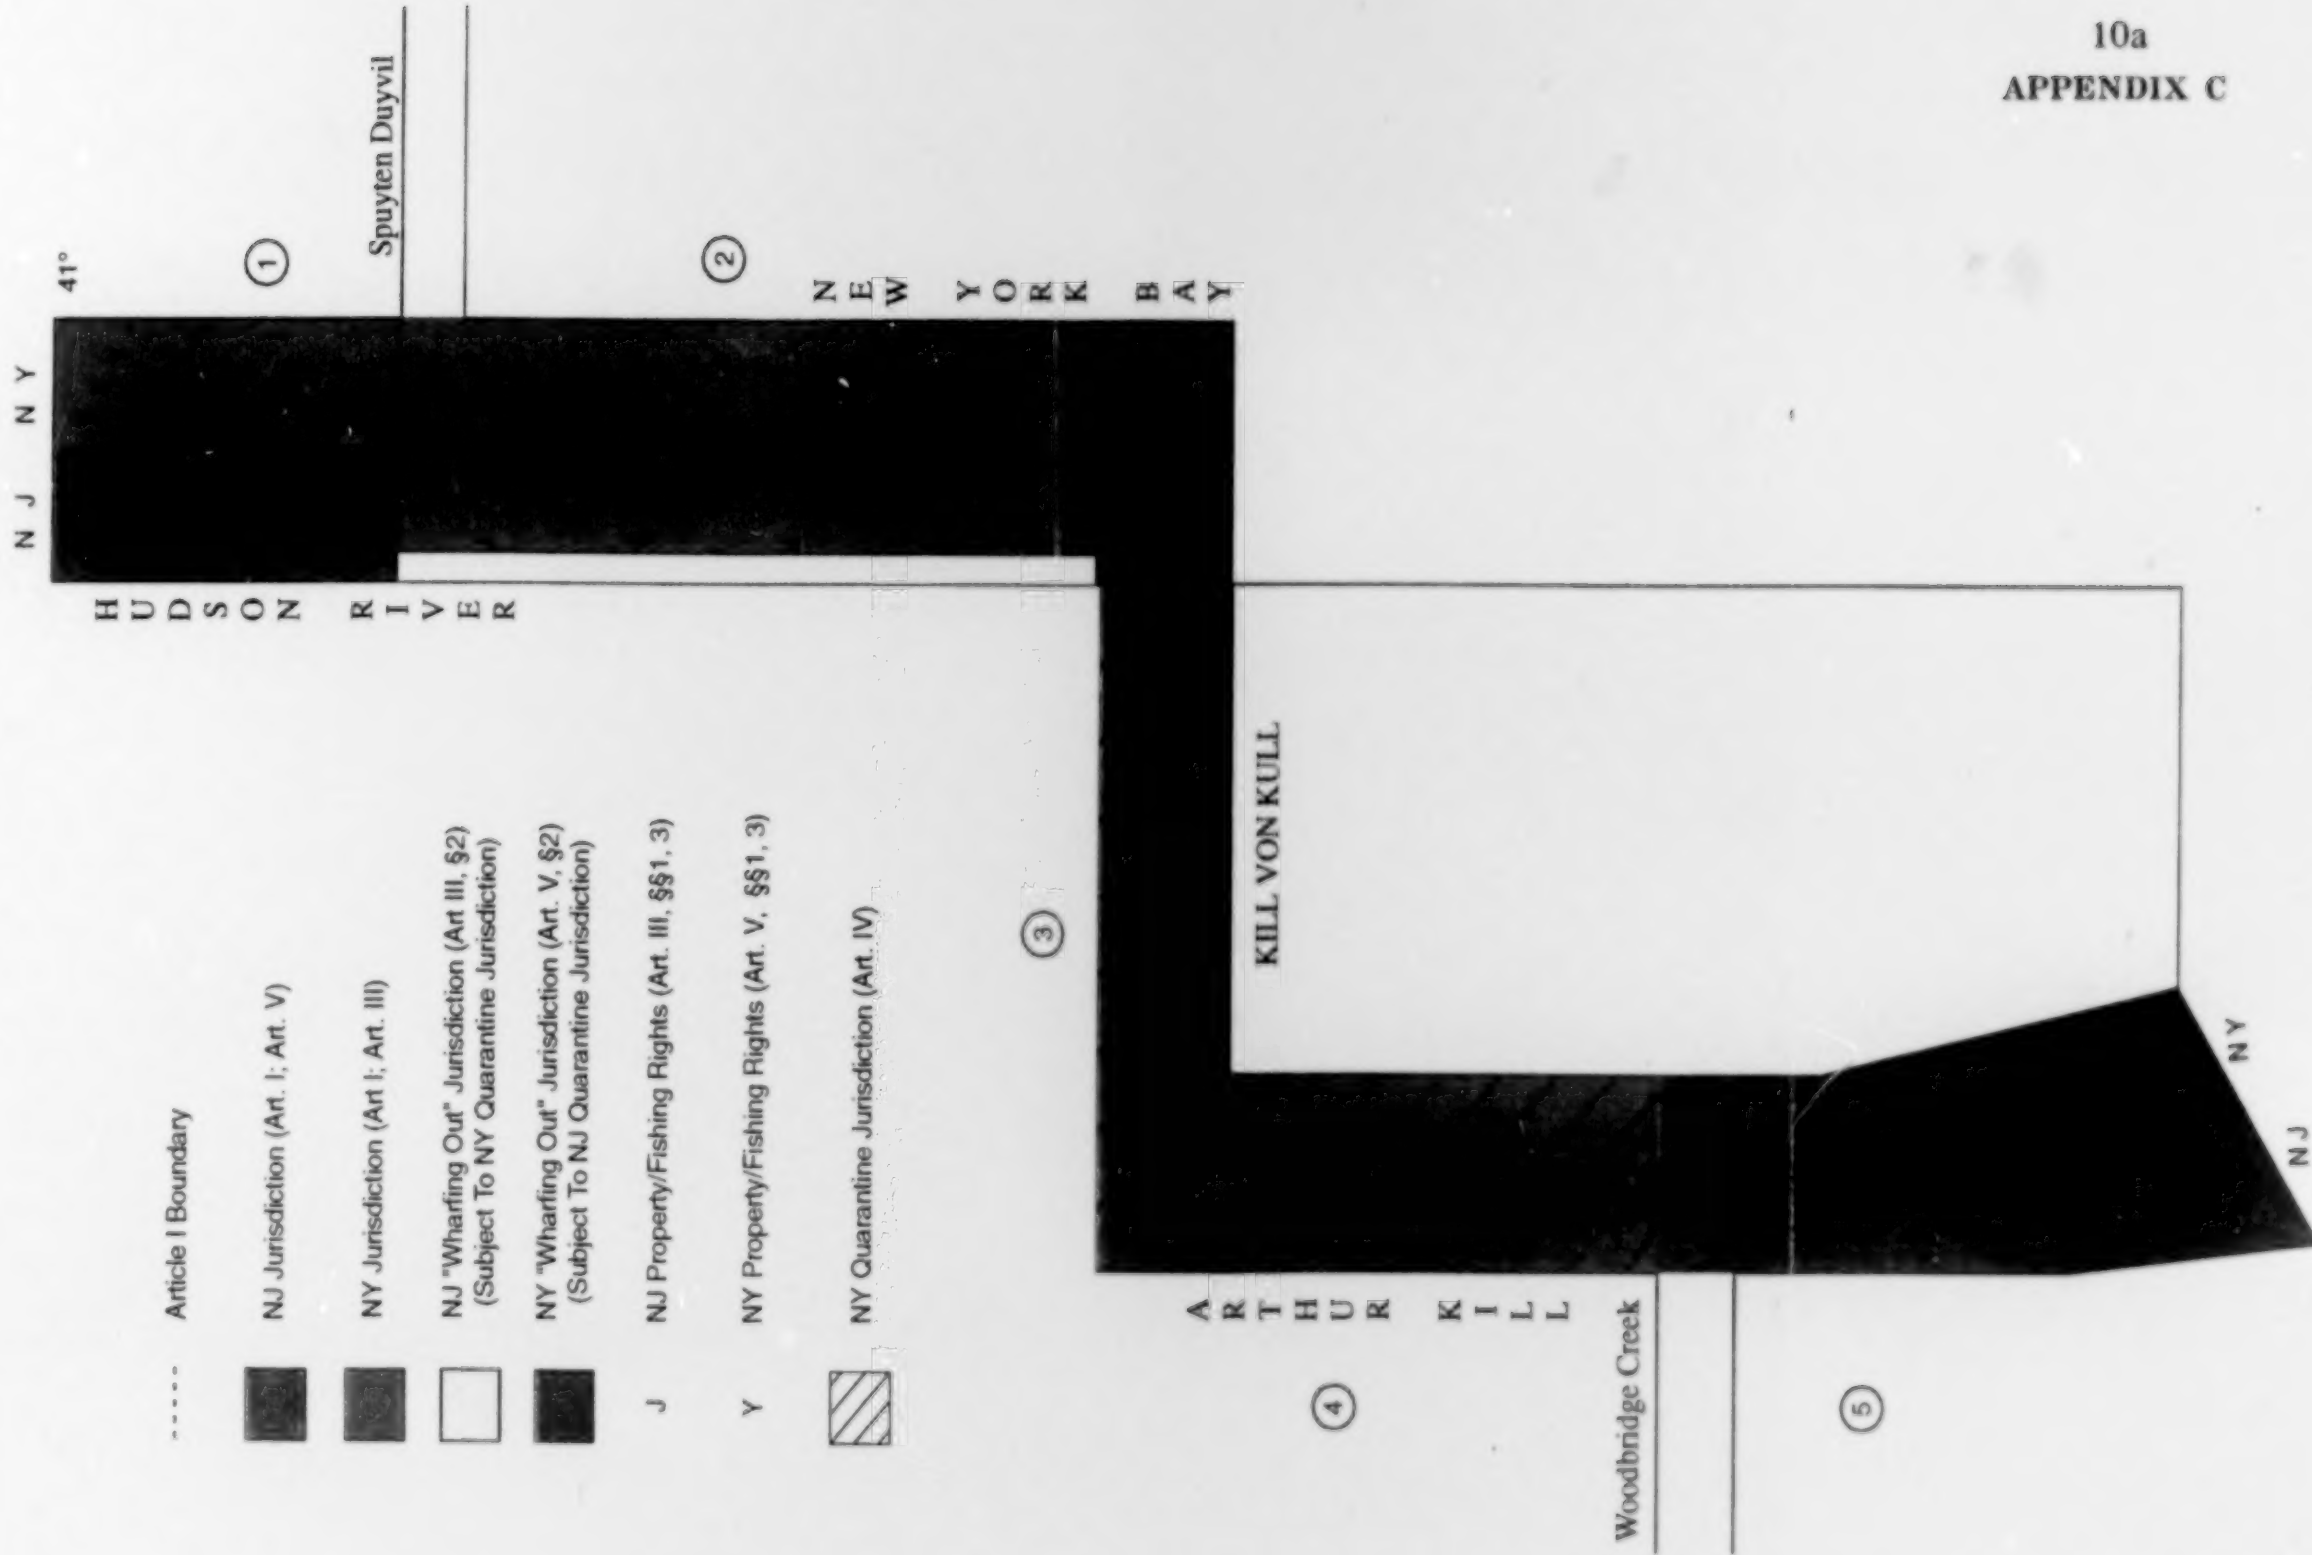 10a
APPENDIX C
N J N Y
41°
HUDSON RIVER
1
Spuyten Duyvil
2
NEW YORK BAY
Article I Boundary
NJ Jurisdiction (Art. I; Art. V)
NY Jurisdiction (Art I; Art. III)
NJ "Wharfing Out" Jurisdiction (Art III, §2)
(Subject To NY Quarantine Jurisdiction)
NY "Wharfing Out" Jurisdiction (Art. V, §2)
(Subject To NJ Quarantine Jurisdiction)
J NJ Property/Fishing Rights (Art. III, §§1, 3)
Y NY Property/Fishing Rights (Art. V, §§1, 3)
NY Quarantine Jurisdiction (Art. IV)
3
KILL VON KULL
ARTHUR KILL
4
Woodbridge Creek
5
NJ NY